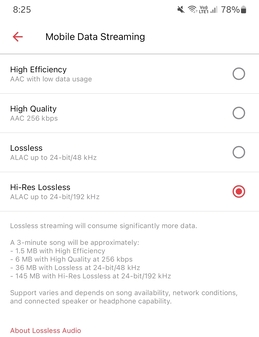 8:25
Vo LTE1 78%
Mobile Data Streaming
High Efficiency
AAC with low data usage
High Quality
AAC 256 kbps
Lossless
ALAC up to 24-bit/48 kHz
Hi-Res Lossless
ALAC up to 24-bit/192 kHz
Lossless streaming will consume significantly more data.
A 3-minute song will be approximately:
- 1.5 MB with High Efficiency
- 6 MB with High Quality at 256 kbps
- 36 MB with Lossless at 24-bit/48 kHz
- 145 MB with Hi-Res Lossless at 24-bit/192 kHz
Support varies and depends on song availability, network conditions,
and connected speaker or headphone capability.
About Lossless Audio